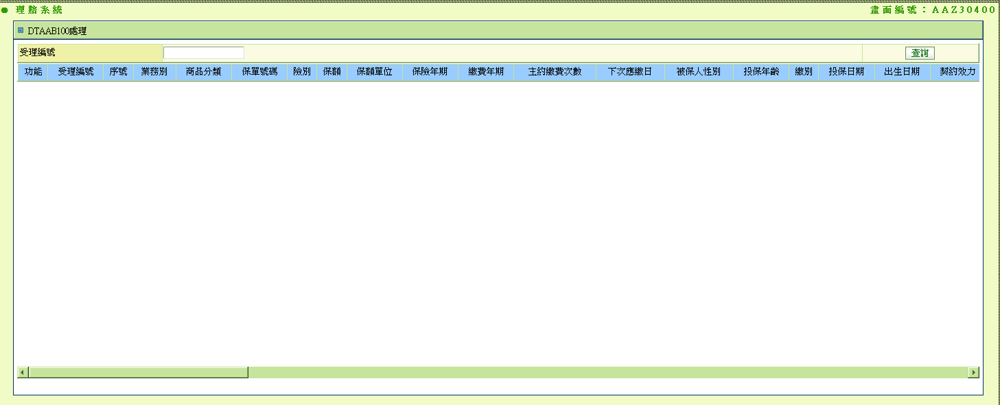 理賠系統 畫面編號：AAZ30400
DTAAB100處理
受理編號 查詢
功能 受理編號 序號 業務別 商品分類 保單號碼 險別 保額 保額單位 保險年期 繳費年期 主約繳費次數 下次應繳日 被保人性別 投保年齡 繳別 投保日期 出生日期 契約效力